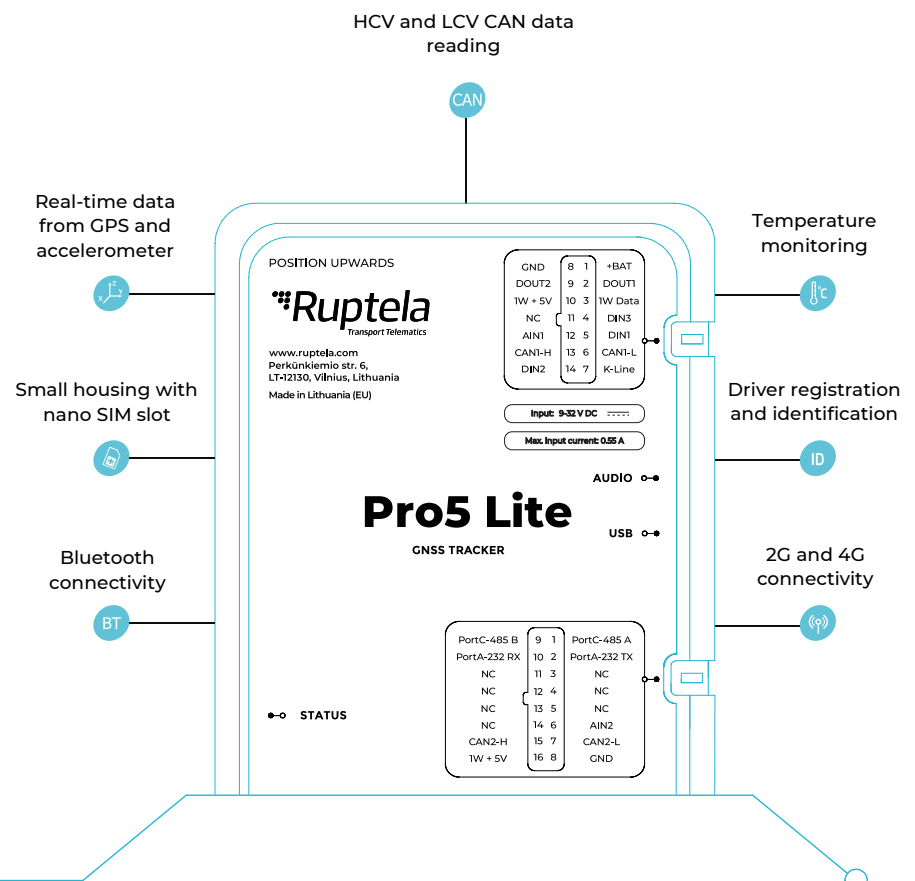 HCV and LCV CAN data
reading
CAN
Real-time data
from GPS and
accelerometer
X Z Y
Small housing with
nano SIM slot
Bluetooth
connectivity
BT
Temperature
monitoring
°C
Driver registration
and identification
ID
2G and 4G
connectivity
POSITION UPWARDS
Ruptela
Transport Telematics
www.ruptela.com
Perkūnkiemio str. 6,
LT-12130, Vilnius, Lithuania
Made in Lithuania (EU)
GND 8 1 +BAT
DOUT2 9 2 DOUT1
1W + 5V 10 3 1W Data
NC 11 4 DIN3
AIN1 12 5 DIN1
CAN1-H 13 6 CAN1-L
DIN2 14 7 K-Line
Input: 9-32 V DC
Max. Input current: 0.55 A
AUDIO
Pro5 Lite
USB
GNSS TRACKER
PortC-485 B 9 1 PortC-485 A
PortA-232 RX 10 2 PortA-232 TX
NC 11 3 NC
NC 12 4 NC
NC 13 5 NC
NC 14 6 AIN2
CAN2-H 15 7 CAN2-L
1W + 5V 16 8 GND
STATUS